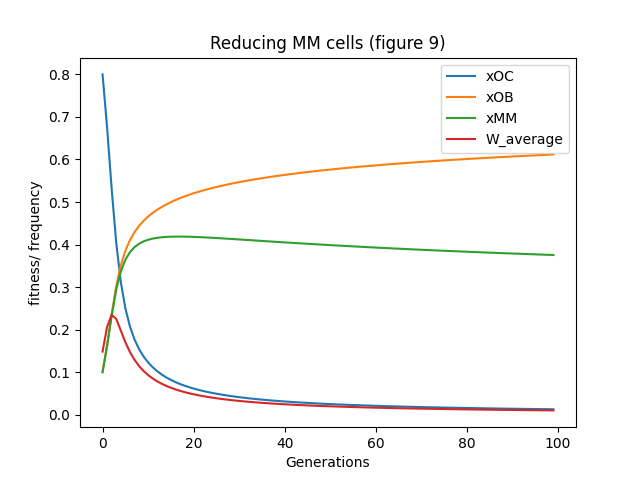 Reducing MM cells (figure 9)
xOC
xOB
xMM
W_average
fitness/ frequency
0.8
0.7
0.6
0.5
0.4
0.3
0.2
0.1
0.0
0 20 40 60 80 100
Generations